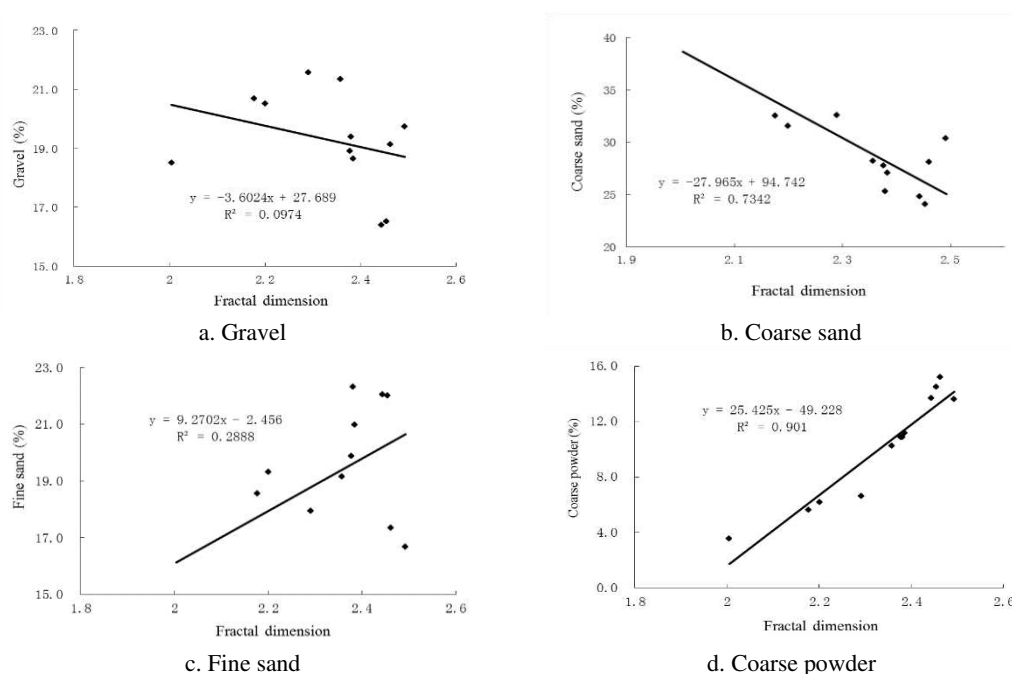 23.0
21.0
19.0
17.0
15.0
Gravel (%)
y = -3.6024x + 27.689
R² = 0.0974
1.8 2 2.2 2.4 2.6
Fractal dimension
a. Gravel
40
35
30
25
20
Coarse sand (%)
y = -27.965x + 94.742
R² = 0.7342
1.9 2.1 2.3 2.5
Fractal dimension
b. Coarse sand
23.0
21.0
19.0
17.0
15.0
Fine sand (%)
y = 9.2702x - 2.456
R² = 0.2888
1.8 2 2.2 2.4 2.6
Fractal dimension
c. Fine sand
16.0
12.0
8.0
4.0
0.0
Coarse powder(%)
y = 25.425x - 49.228
R² = 0.901
1.8 2 2.2 2.4 2.6
Fractal dimension
d. Coarse powder